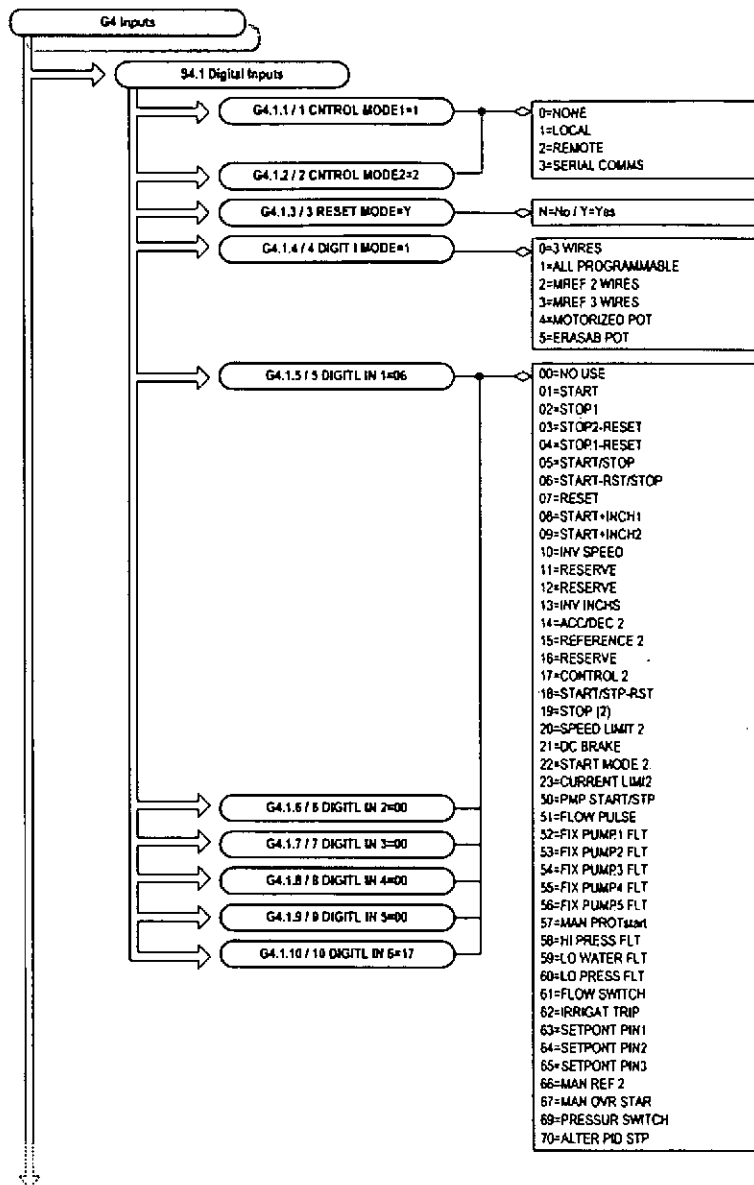 G4 Inputs
S4.1 Digital Inputs
G4.1.1 / 1 CNTROL MODE1=1
0=NONE
1=LOCAL
2=REMOTE
3=SERIAL COMMS
G4.1.2 / 2 CNTROL MODE2=2
G4.1.3 / 3 RESET MODE=Y
N=No / Y=Yes
G4.1.4 / 4 DIGIT I MODE=1
0=3 WIRES
1=ALL PROGRAMMABLE
2=MREF 2 WIRES
3=MREF 3 WIRES
4=MOTORIZED POT
5=ERASAB POT
G4.1.5 / 5 DIGITL IN 1=06
00=NO USE
01=START
02=STOP1
03=STOP2-RESET
04=STOP1-RESET
05=START/STOP
06=START-RST/STOP
07=RESET
08=START+INCH1
09=START+INCH2
10=INV SPEED
11=RESERVE
12=RESERVE
13=INV INCHS
14=ACC/DEC 2
15=REFERENCE 2
16=RESERVE
17=CONTROL 2
18=START/STP-RST
19=STOP (2)
20=SPEED LIMIT 2
21=DC BRAKE
22=START MODE 2
23=CURRENT LIMI2
50=PMP START/STP
51=FLOW PULSE
52=FIX PUMP1 FLT
53=FIX PUMP2 FLT
54=FIX PUMP3 FLT
55=FIX PUMP4 FLT
56=FIX PUMP5 FLT
57=MAN PROTstart
58=HI PRESS FLT
59=LO WATER FLT
60=LO PRESS FLT
61=FLOW SWITCH
62=IRRIGAT TRIP
63=SETPONT PIN1
64=SETPONT PIN2
65=SETPONT PIN3
66=MAN REF 2
67=MAN OVR STAR
69=PRESSUR SWITCH
70=ALTER PID STP
G4.1.6 / 6 DIGITL IN 2=00
G4.1.7 / 7 DIGITL IN 3=00
G4.1.8 / 8 DIGITL IN 4=00
G4.1.9 / 9 DIGITL IN 5=00
G4.1.10 / 10 DIGITL IN 6=17